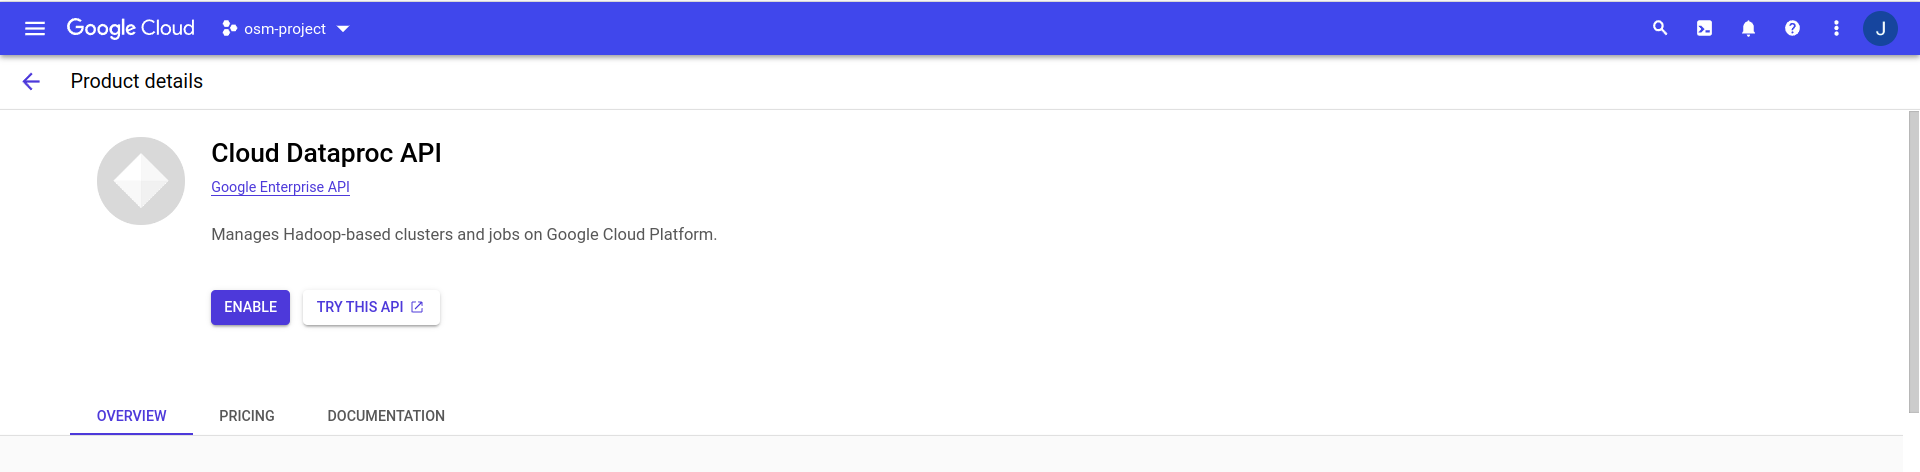 Google Cloud osm-project J
Product details
Cloud Dataproc API
Google Enterprise API
Manages Hadoop-based clusters and jobs on Google Cloud Platform.
ENABLE TRY THIS API
OVERVIEW PRICING DOCUMENTATION